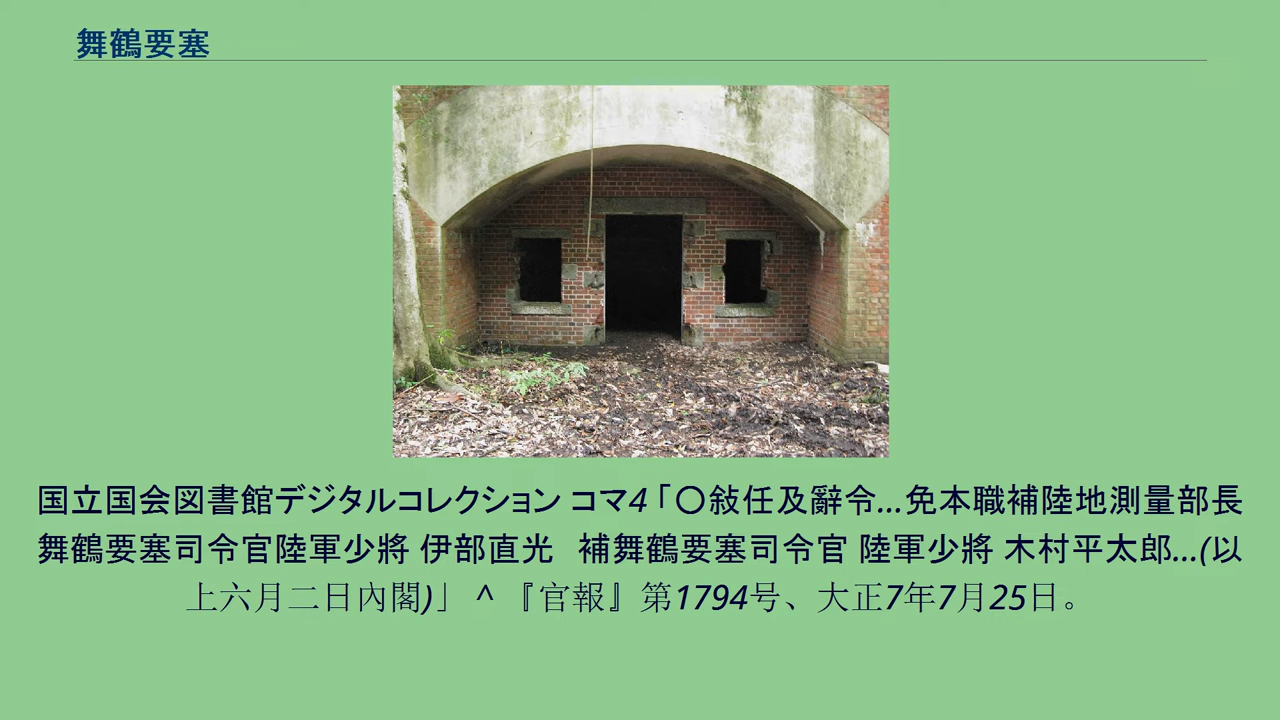 舞鶴要塞
国立国会図書館デジタルコレクション コマ4 「〇敍任及辭令...免本職補陸地測量部長
舞鶴要塞司令官陸軍少將 伊部直光　補舞鶴要塞司令官 陸軍少將 木村平太郎...(以
上六月二日內閣)」 ^ 『官報』第1794号、大正7年7月25日。